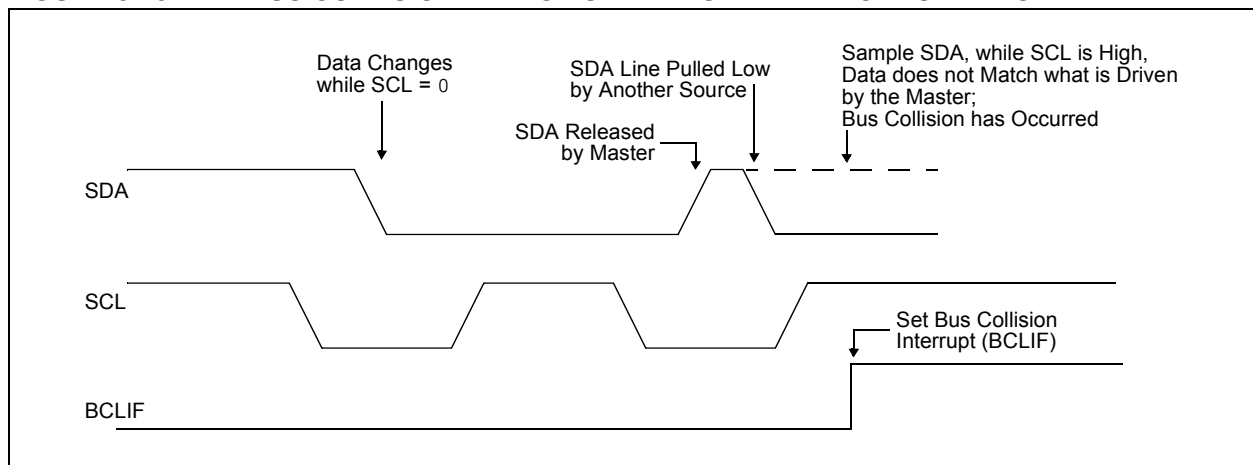 Data Changes
while SCL = 0
SDA Line Pulled Low
by Another Source
Sample SDA, while SCL is High,
Data does not Match what is Driven
by the Master;
Bus Collision has Occurred
SDA Released
by Master
SDA
SCL
Set Bus Collision
Interrupt (BCLIF)
BCLIF